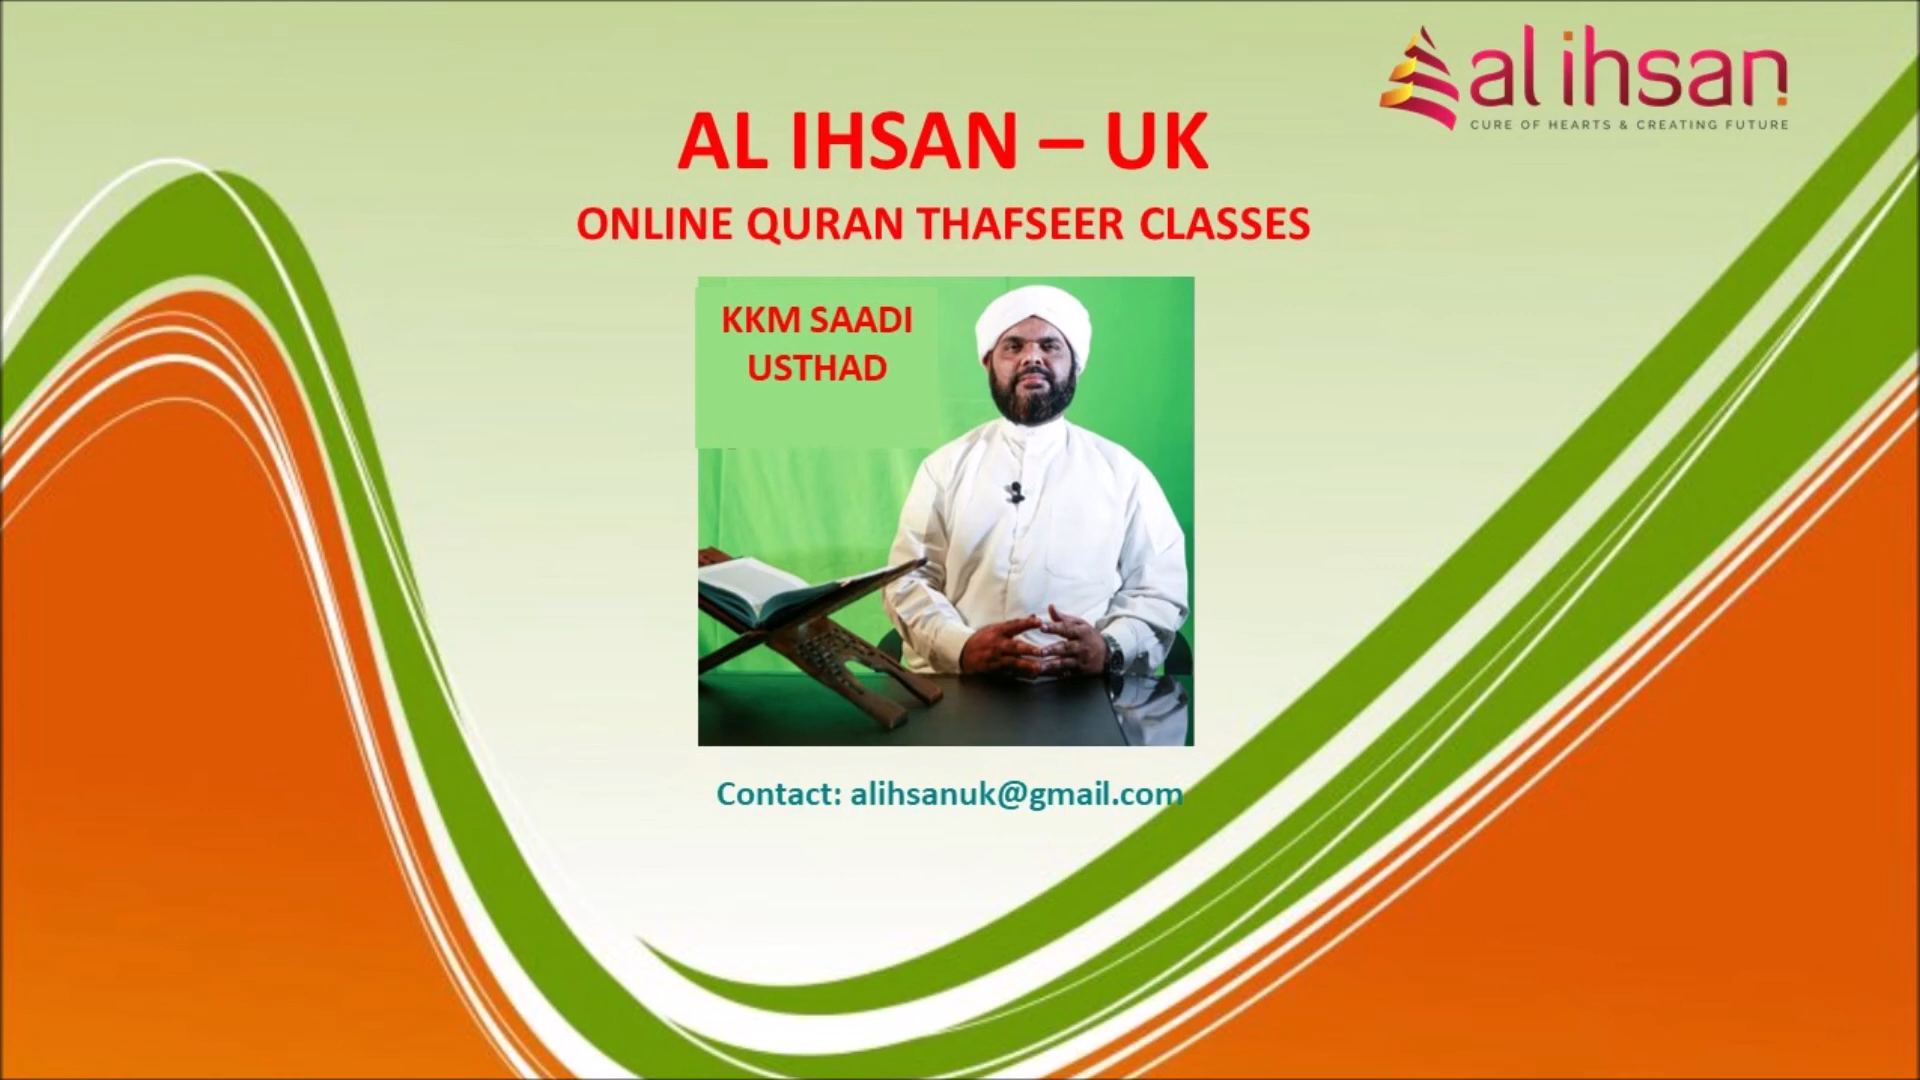 al ihsan
CURE OF HEARTS & CREATING FUTURE
AL IHSAN – UK
ONLINE QURAN THAFSEER CLASSES
KKM SAADI
USTHAD
Contact: alihsanuk@gmail.com